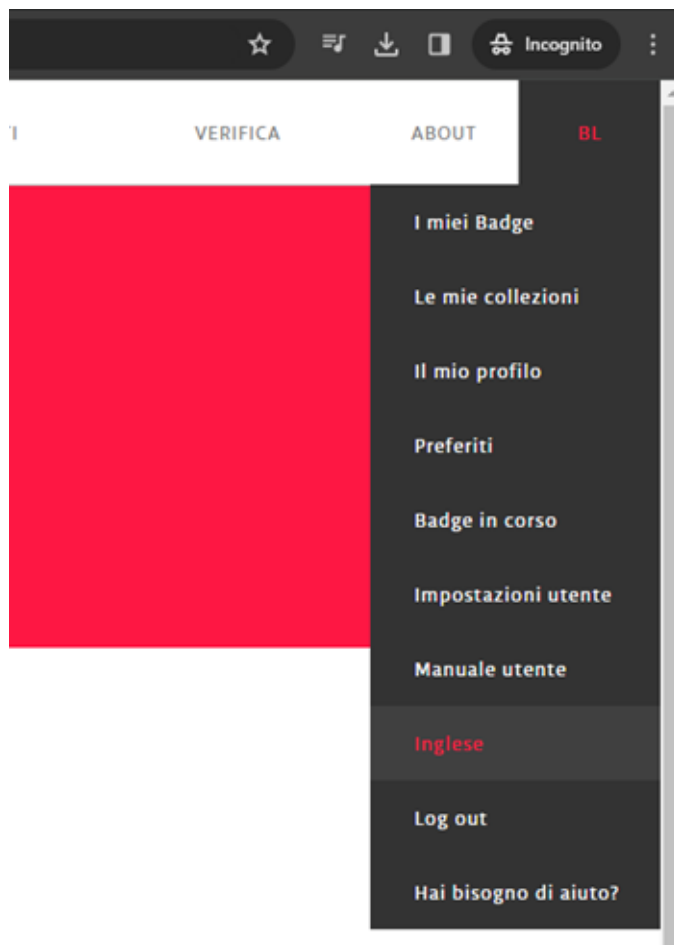 Incognito
VERIFICA ABOUT BL
I miei Badge
Le mie collezioni
Il mio profilo
Preferiti
Badge in corso
Impostazioni utente
Manuale utente
Inglese
Log out
Hai bisogno di aiuto?